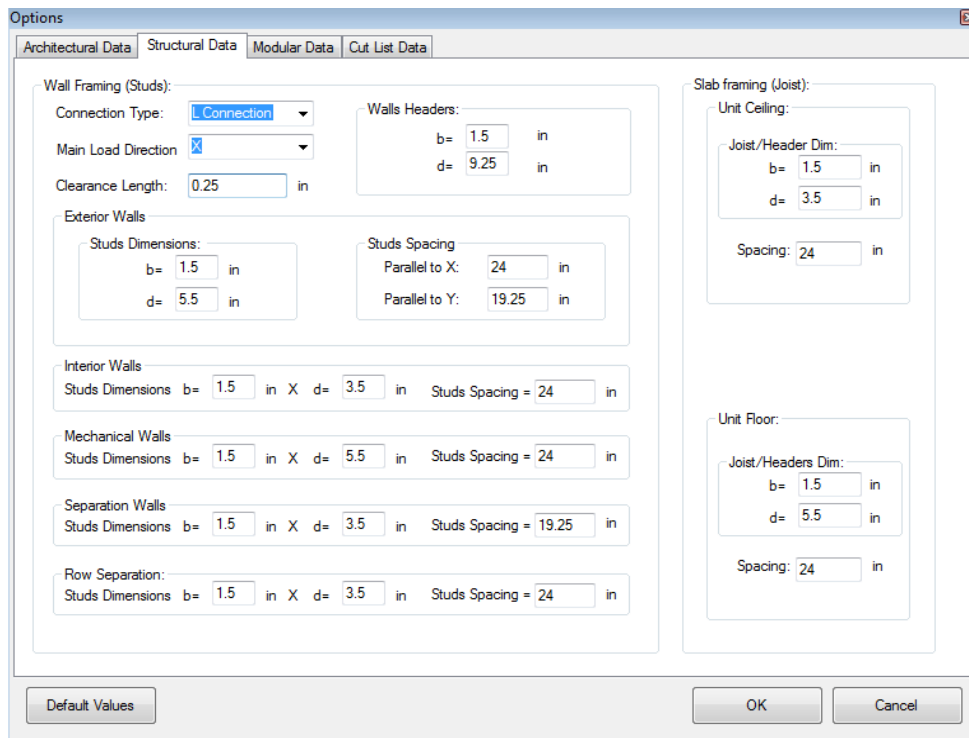 Options
Architectural Data Structural Data Modular Data Cut List Data
Wall Framing (Studs):
Connection Type: L Connection
Main Load Direction X
Clearance Length: 0.25 in
Walls Headers:
b= 1.5 in
d= 9.25 in
Exterior Walls
Studs Dimensions:
b= 1.5 in
d= 5.5 in
Studs Spacing
Parallel to X: 24 in
Parallel to Y: 19.25 in
Interior Walls
Studs Dimensions b= 1.5 in X d= 3.5 in Studs Spacing = 24 in
Mechanical Walls
Studs Dimensions b= 1.5 in X d= 5.5 in Studs Spacing = 24 in
Separation Walls
Studs Dimensions b= 1.5 in X d= 3.5 in Studs Spacing = 19.25 in
Row Separation:
Studs Dimensions b= 1.5 in X d= 3.5 in Studs Spacing = 24 in
Slab framing (Joist):
Unit Ceiling:
Joist/Header Dim:
b= 1.5 in
d= 3.5 in
Spacing: 24 in
Unit Floor:
Joist/Headers Dim:
b= 1.5 in
d= 5.5 in
Spacing: 24 in
Default Values OK Cancel